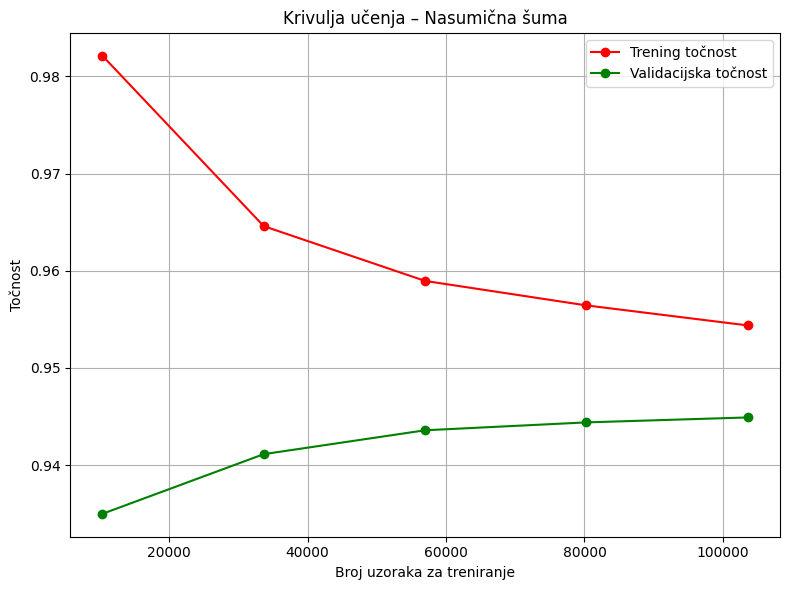 Krivulja učenja – Nasumična šuma
Trening točnost
Validacijska točnost
Točnost
0.98
0.97
0.96
0.95
0.94
20000
40000
60000
80000
100000
Broj uzoraka za treniranje